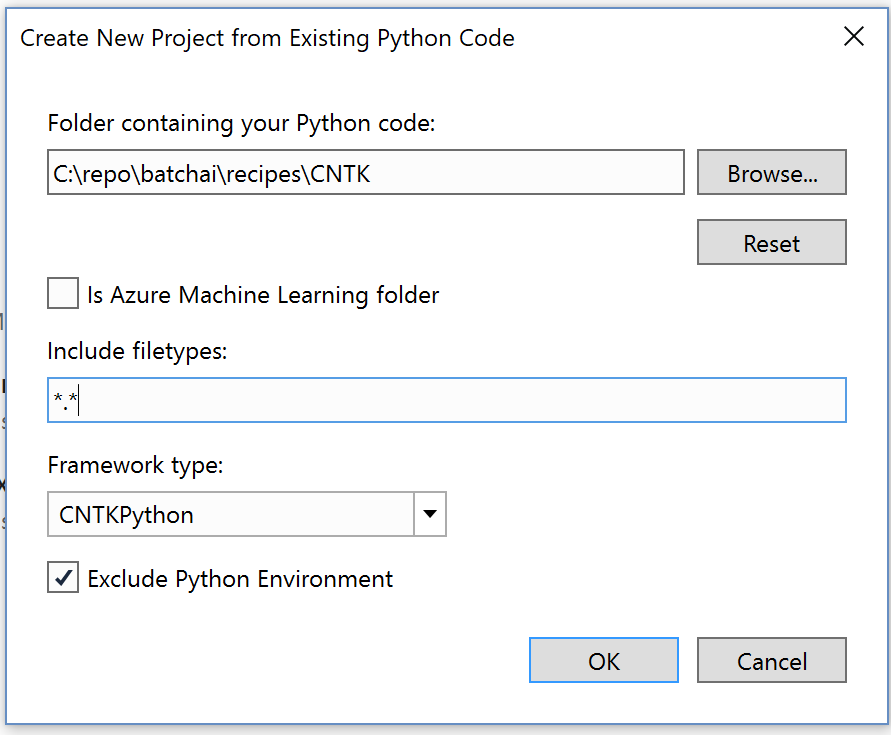 Create New Project from Existing Python Code
Folder containing your Python code:
C:\repo\batchai\recipes\CNTK
Browse...
Reset
Is Azure Machine Learning folder
Include filetypes:
*.*
Framework type:
CNTKPython
Exclude Python Environment
OK
Cancel